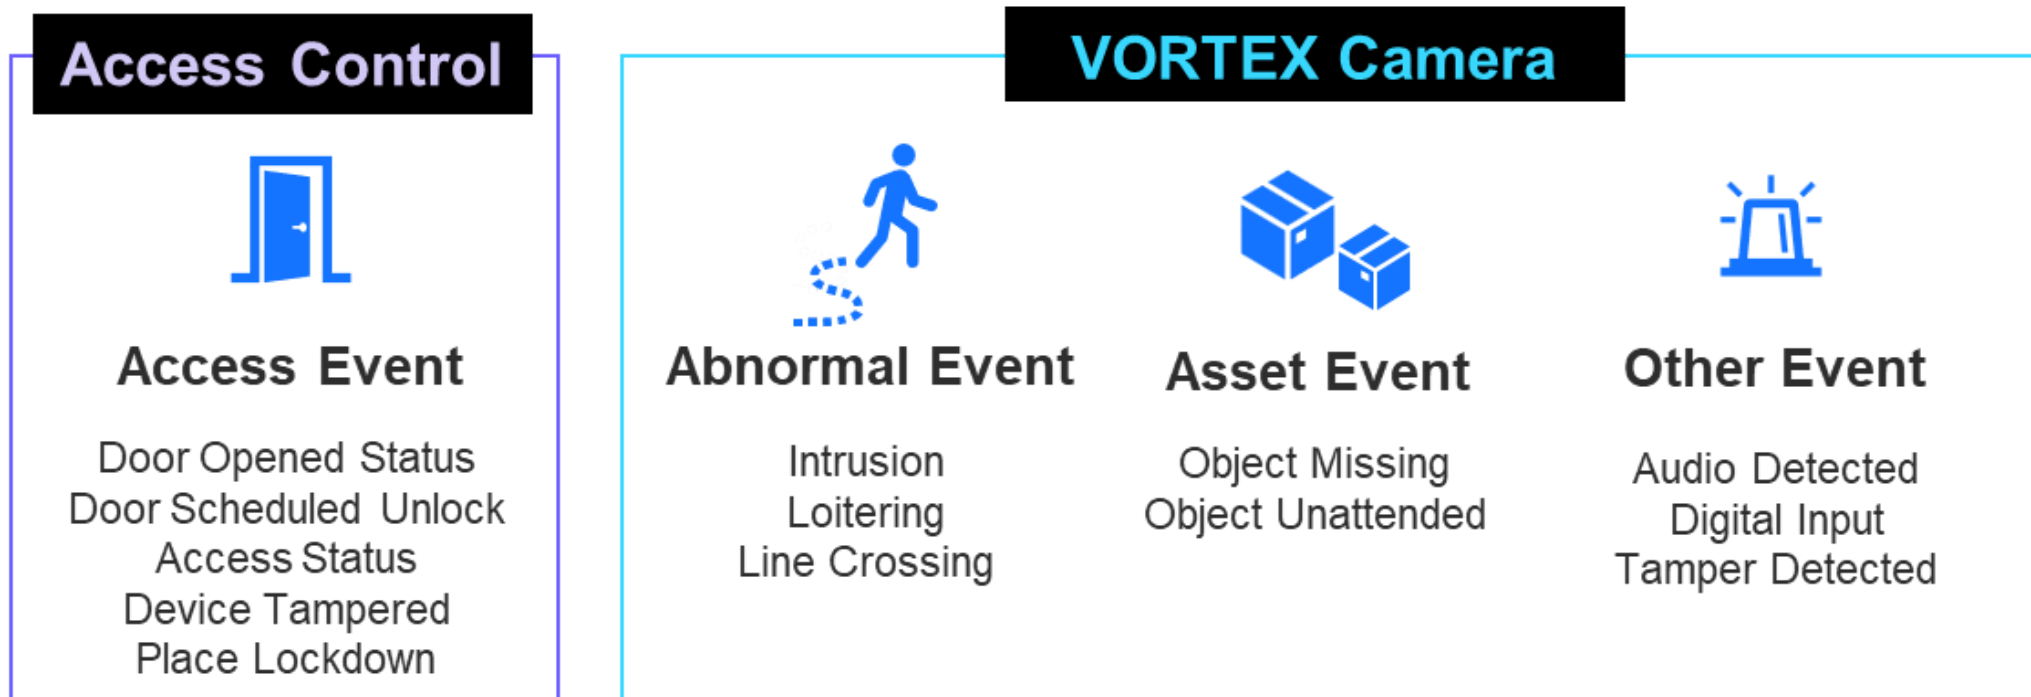 Access Control
Access Event
Door Opened Status
Door Scheduled Unlock
Access Status
Device Tampered
Place Lockdown
VORTEX Camera
Abnormal Event
Intrusion
Loitering
Line Crossing
Asset Event
Object Missing
Object Unattended
Other Event
Audio Detected
Digital Input
Tamper Detected